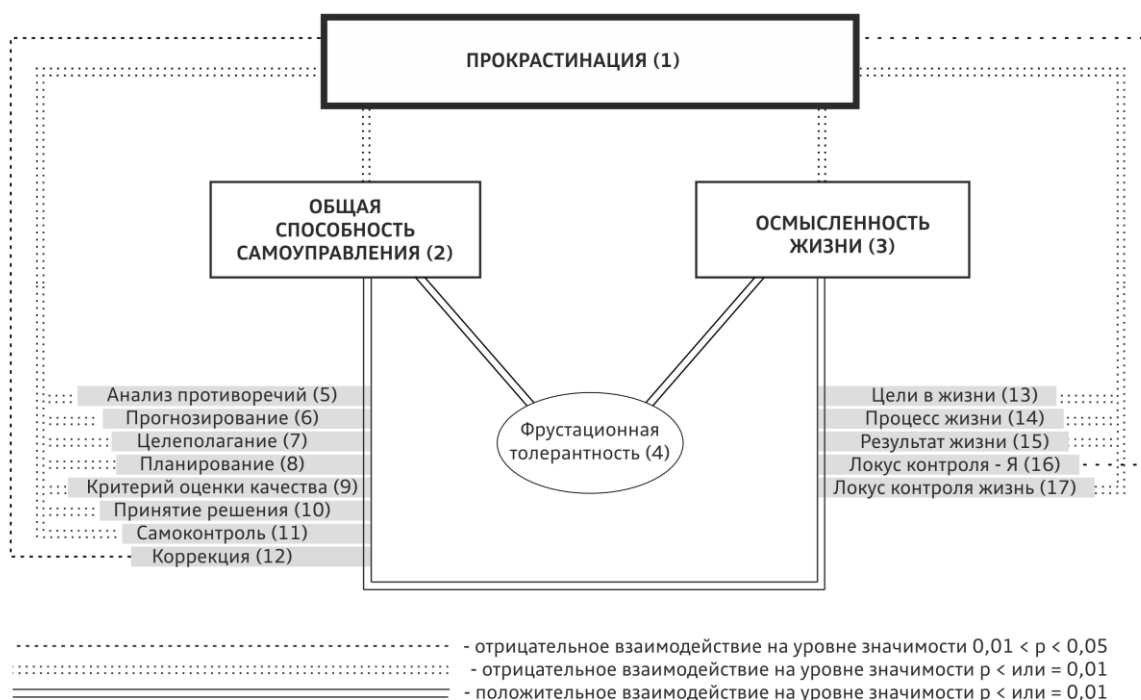 ПРОКРАСТИНАЦИЯ (1)
ОБЩАЯ
СПОСОБНОСТЬ
САМОУПРАВЛЕНИЯ (2)
ОСМЫСЛЕННОСТЬ
ЖИЗНИ (3)
Анализ противоречий (5)
Прогнозирование (6)
Целеполагание (7)
Планирование (8)
Критерий оценки качества (9)
Принятие решения (10)
Самоконтроль (11)
Коррекция (12)
Фрустационная
толерантность (4)
Цели в жизни (13)
Процесс жизни (14)
Результат жизни (15)
Локус контроля - Я (16)
Локус контроля жизнь (17)
- отрицательное взаимодействие на уровне значимости 0,01 < p < 0,05
- отрицательное взаимодействие на уровне значимости p < или = 0,01
- положительное взаимодействие на уровне значимости p < или = 0,01